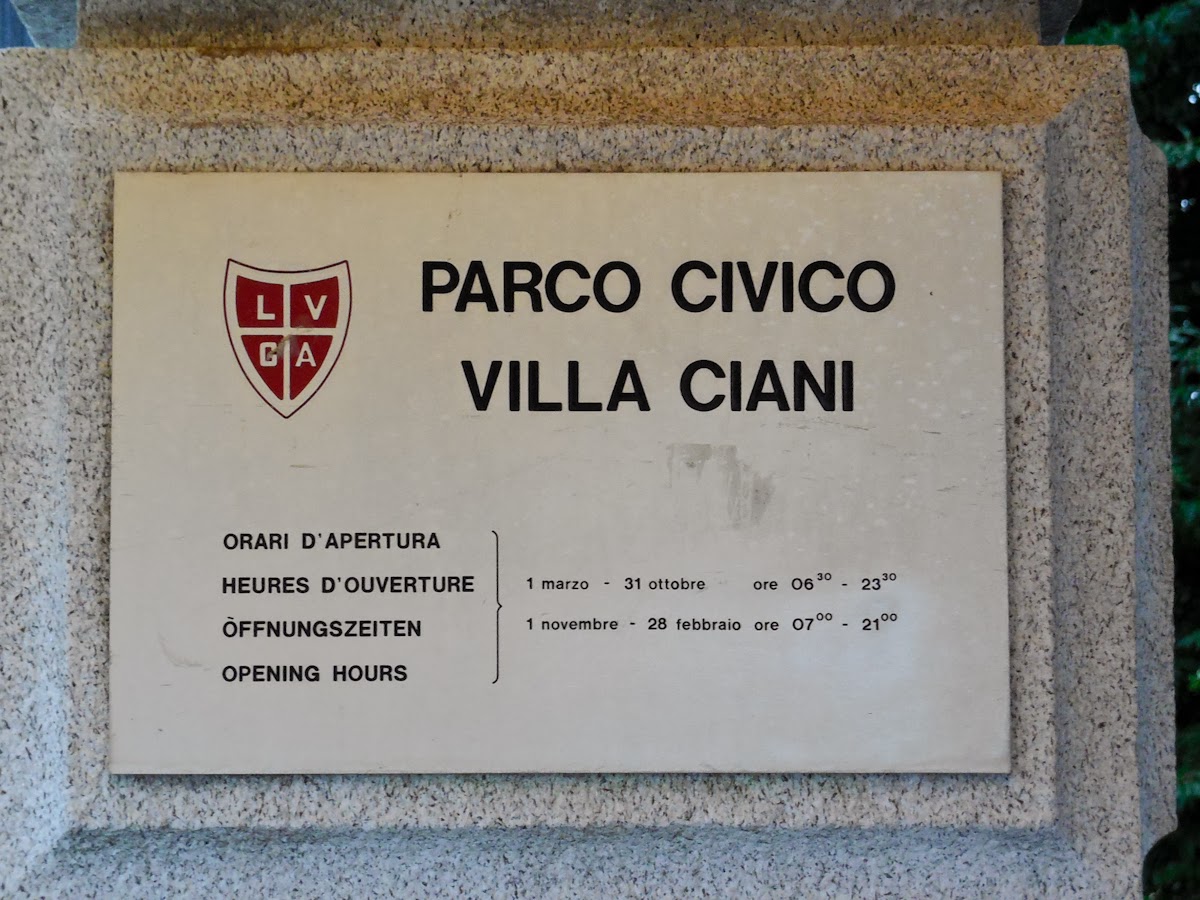 L V
G A
PARCO CIVICO
VILLA CIANI
ORARI D'APERTURA
HEURES D'OUVERTURE
ÒFFNUNGSZEITEN
OPENING HOURS
1 marzo - 31 ottobre ore 06³⁰ - 23³⁰
1 novembre - 28 febbraio ore 07⁰⁰ - 21⁰⁰